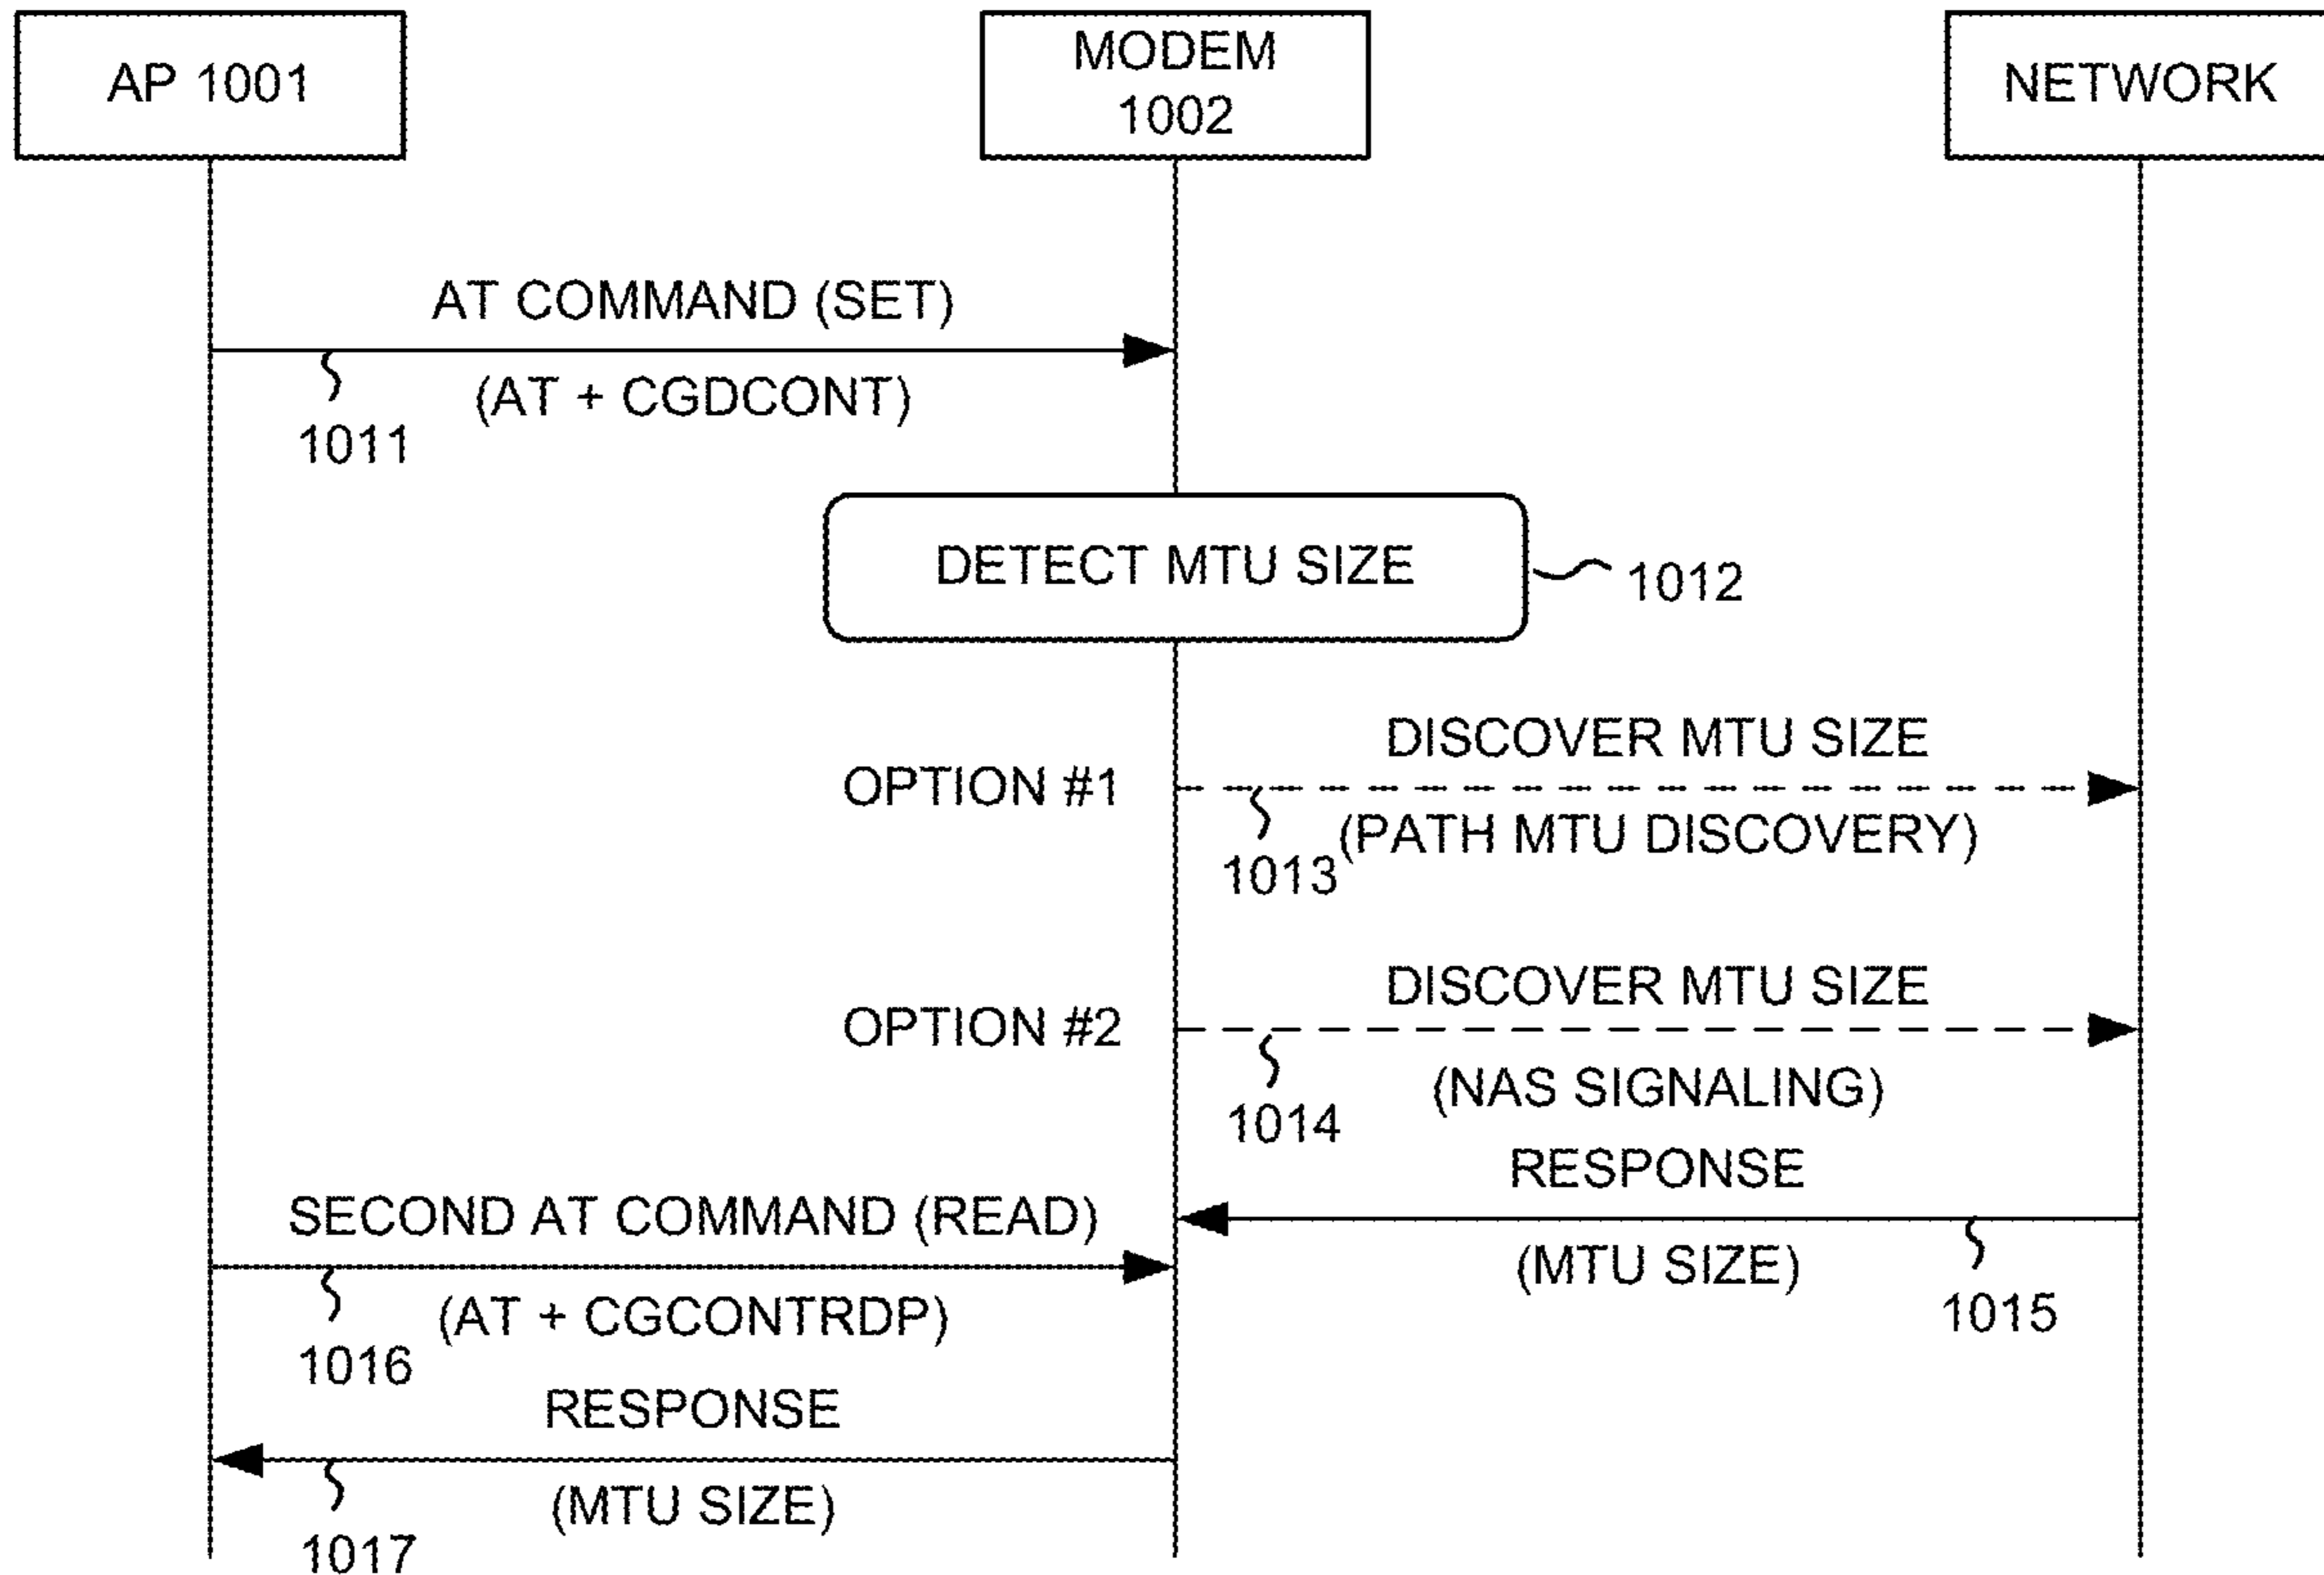 AP 1001
MODEM
1002
NETWORK
AT COMMAND (SET)
(AT + CGDCONT)
1011
DETECT MTU SIZE
1012
DISCOVER MTU SIZE
OPTION #1
(PATH MTU DISCOVERY)
1013
DISCOVER MTU SIZE
OPTION #2
(NAS SIGNALING)
1014
RESPONSE
(MTU SIZE)
1015
SECOND AT COMMAND (READ)
(AT + CGCONTRDP)
1016
RESPONSE
(MTU SIZE)
1017